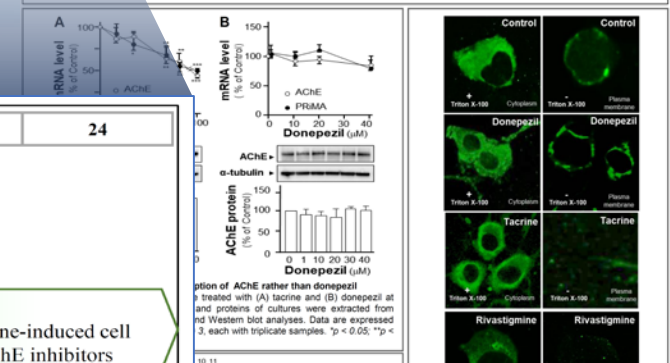 A
100
50
mRNA level
( % of Control)
AChE
24
B
150
100
50
0
mRNA level
( % of Control)
AChE
PRiMA
0 10 20 30 40
Donepezil (μM)
AChE
α-tubulin
150
100
50
0
AChE protein
(% of Control)
0 1 10 20 30 40
Donepezil (μM)
ption of AChE rather than donepezil
treated with (A) tacrine and (B) donepezil at
and proteins of cultures were extracted from
nd Western blot analyses. Data are expressed
3, each with triplicate samples. *p < 0.05; **p <
ne-induced cell
hE inhibitors
10, 11
Control
+
Triton X-100
Cytoplasm
Control
-
Triton X-100
Plasma
membrane
Donepezil
+
Triton X-100
Cytoplasm
Donepezil
-
Triton X-100
Plasma
membrane
Tacrine
+
Triton X-100
Cytoplasm
Tacrine
-
Triton X-100
Plasma
membrane
Rivastigmine
Rivastigmine